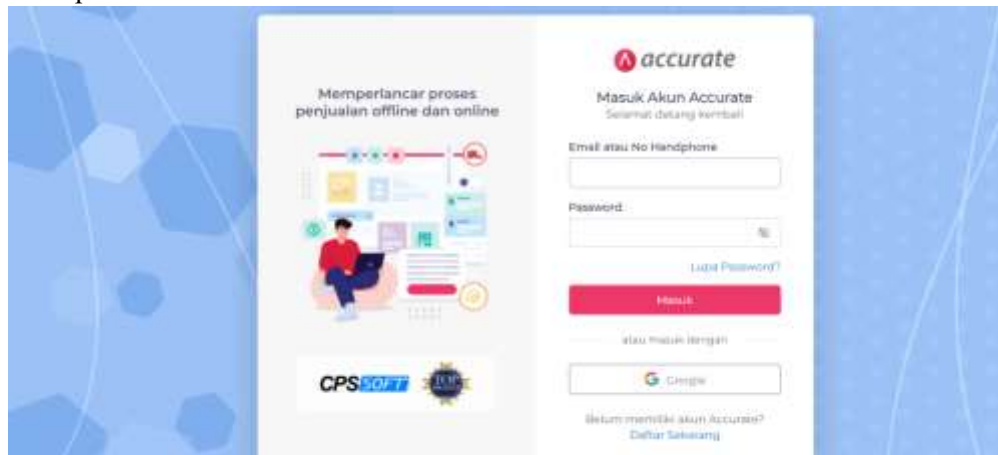 Memperlancar proses
penjualan offline dan online
CPSSOFT
TOP
accurate
Masuk Akun Accurate
Selamat datang kembali
Email atau No Handphone
Password
Lupa Password?
Masuk
atau masuk dengan
Google
Belum memiliki akun Accurate?
Daftar Sekarang